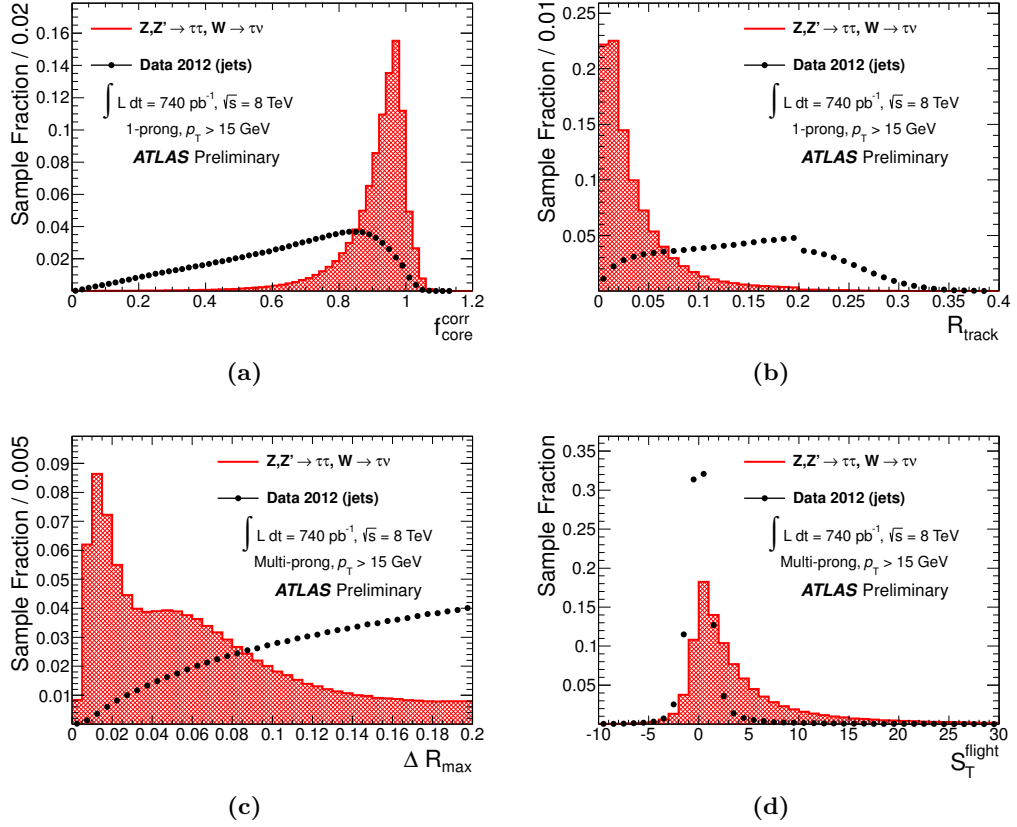 Sample Fraction / 0.02
0.16
0.14
0.12
0.1
0.08
0.06
0.04
0.02
Z,Z' → ττ, W → τν
Data 2012 (jets)
∫ L dt = 740 pb⁻¹, √s = 8 TeV
1-prong, p_T > 15 GeV
ATLAS Preliminary
0 0.2 0.4 0.6 0.8 1 1.2
f_core^corr
(a)
Sample Fraction / 0.01
0.25
0.2
0.15
0.1
0.05
Z,Z' → ττ, W → τν
Data 2012 (jets)
∫ L dt = 740 pb⁻¹, √s = 8 TeV
1-prong, p_T > 15 GeV
ATLAS Preliminary
0 0.05 0.1 0.15 0.2 0.25 0.3 0.35 0.4
R_track
(b)
Sample Fraction / 0.005
0.09
0.08
0.07
0.06
0.05
0.04
0.03
0.02
0.01
Z,Z' → ττ, W → τν
Data 2012 (jets)
∫ L dt = 740 pb⁻¹, √s = 8 TeV
Multi-prong, p_T > 15 GeV
ATLAS Preliminary
0 0.02 0.04 0.06 0.08 0.1 0.12 0.14 0.16 0.18 0.2
Δ R_max
(c)
Sample Fraction
0.35
0.3
0.25
0.2
0.15
0.1
0.05
Z,Z' → ττ, W → τν
Data 2012 (jets)
∫ L dt = 740 pb⁻¹, √s = 8 TeV
Multi-prong, p_T > 15 GeV
ATLAS Preliminary
-10 -5 0 5 10 15 20 25 30
S_T^flight
(d)